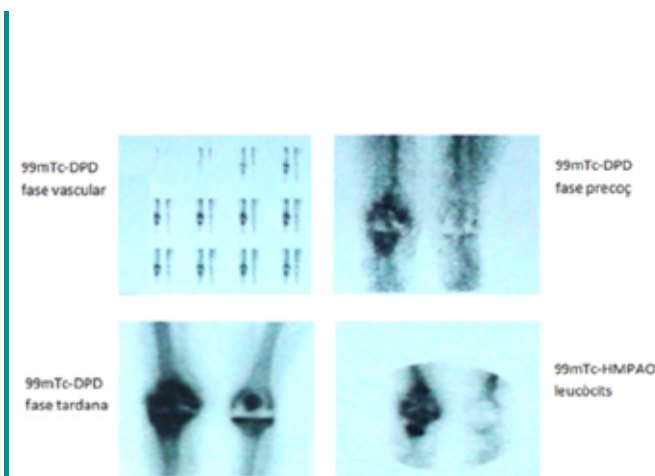 99mTc-DPD
fase vascular
99mTc-DPD
fase precoç
99mTc-DPD
fase tardana
99mTc-HMPAO
leucòcits